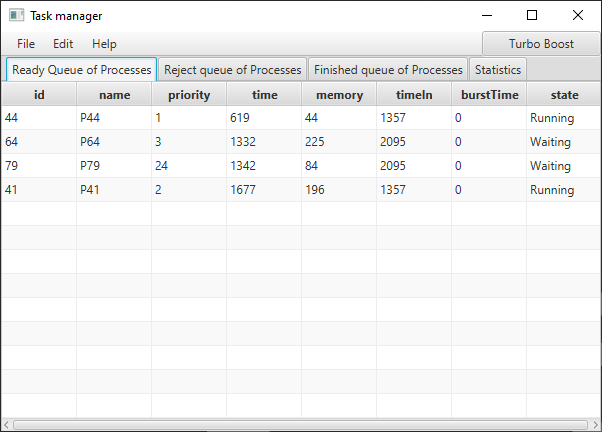 Task manager
File Edit Help Turbo Boost
Ready Queue of Processes Reject queue of Processes Finished queue of Processes Statistics
id name priority time memory timeIn burstTime state
44 P44 1 619 44 1357 0 Running
64 P64 3 1332 225 2095 0 Waiting
79 P79 24 1342 84 2095 0 Waiting
41 P41 2 1677 196 1357 0 Running